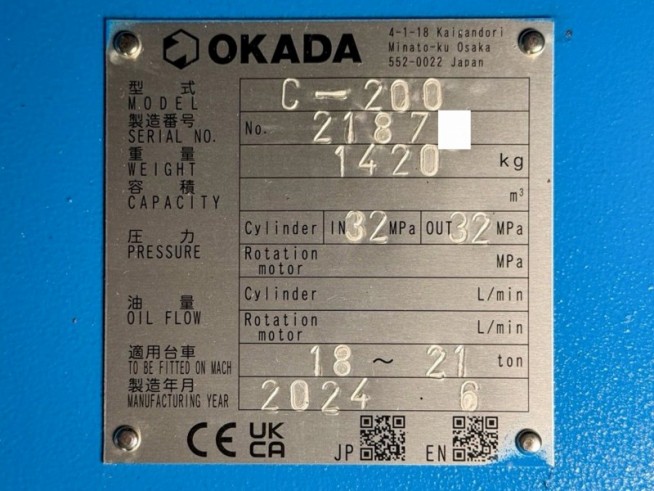 OKADA
4-1-18 Kaigandori
Minato-ku Osaka
552-0022 Japan
型 式
MODEL C-200
製造番号
SERIAL NO. No. 2187
重 量
WEIGHT 1420 kg
容 積
CAPACITY m³
圧 力
PRESSURE
Cylinder IN 32 MPa OUT 32 MPa
Rotation motor MPa
油 量
OIL FLOW
Cylinder L/min
Rotation motor L/min
適用台車
TO BE FITTED ON MACH 18 ~ 21 ton
製造年月
MANUFACTURING YEAR 2024 6
CE UKCA JP EN